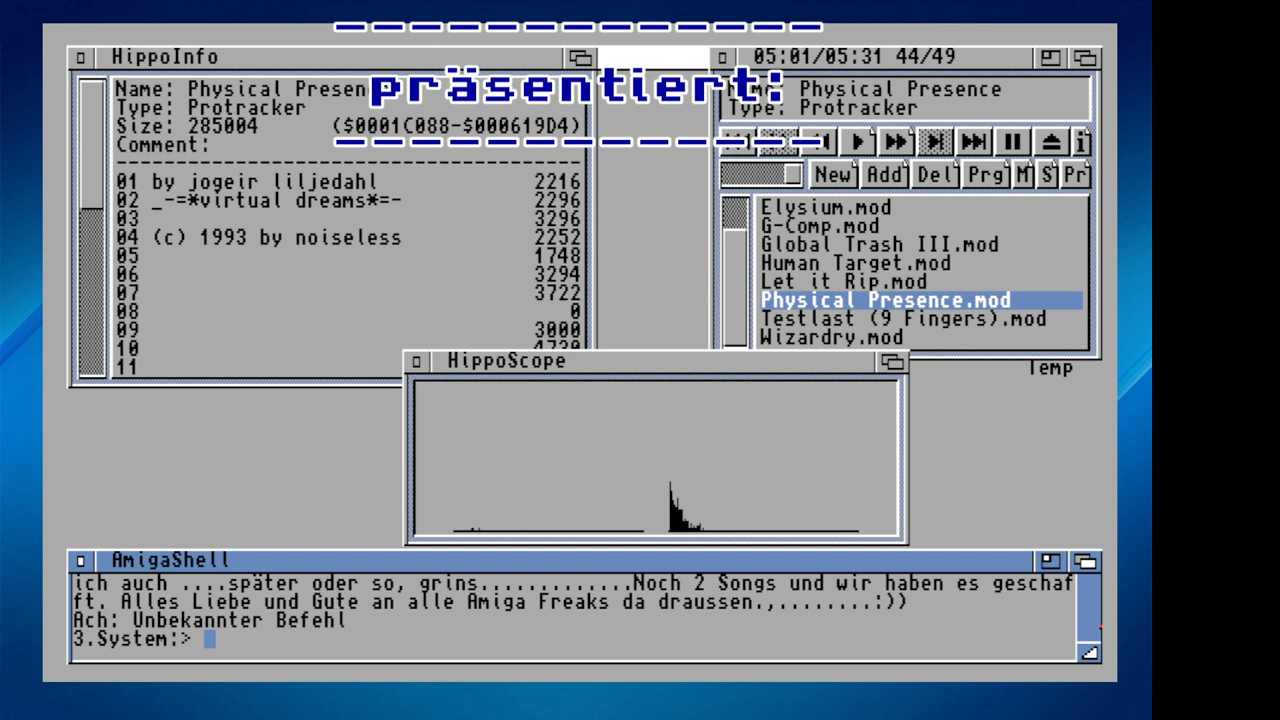 präsentiert:
HippoInfo
Name: Physical Presen
Type: Protracker
Size: 285004 ($0001C088-$000619D4)
Comment:
01 by jogeir liljedahl 2216
02 _-=*virtual dreams*=- 2296
03 3296
04 (c) 1993 by noiseless 2252
05 1748
06 3294
07 3722
08 0
09 3000
10 4730
11
05:01/05:31 44/49
Physical Presence
Type: Protracker
New Add Del Prg M S Pr
Elysium.mod
G-Comp.mod
Global Trash III.mod
Human Target.mod
Let it Rip.mod
Physical Presence.mod
Testlast (9 Fingers).mod
Wizardry.mod
Temp
HippoScope
AmigaShell
ich auch ....später oder so, grins.............Noch 2 Songs und wir haben es geschaf
ft. Alles Liebe und Gute an alle Amiga Freaks da draussen.,........:))
Ach: Unbekannter Befehl
3.System:>